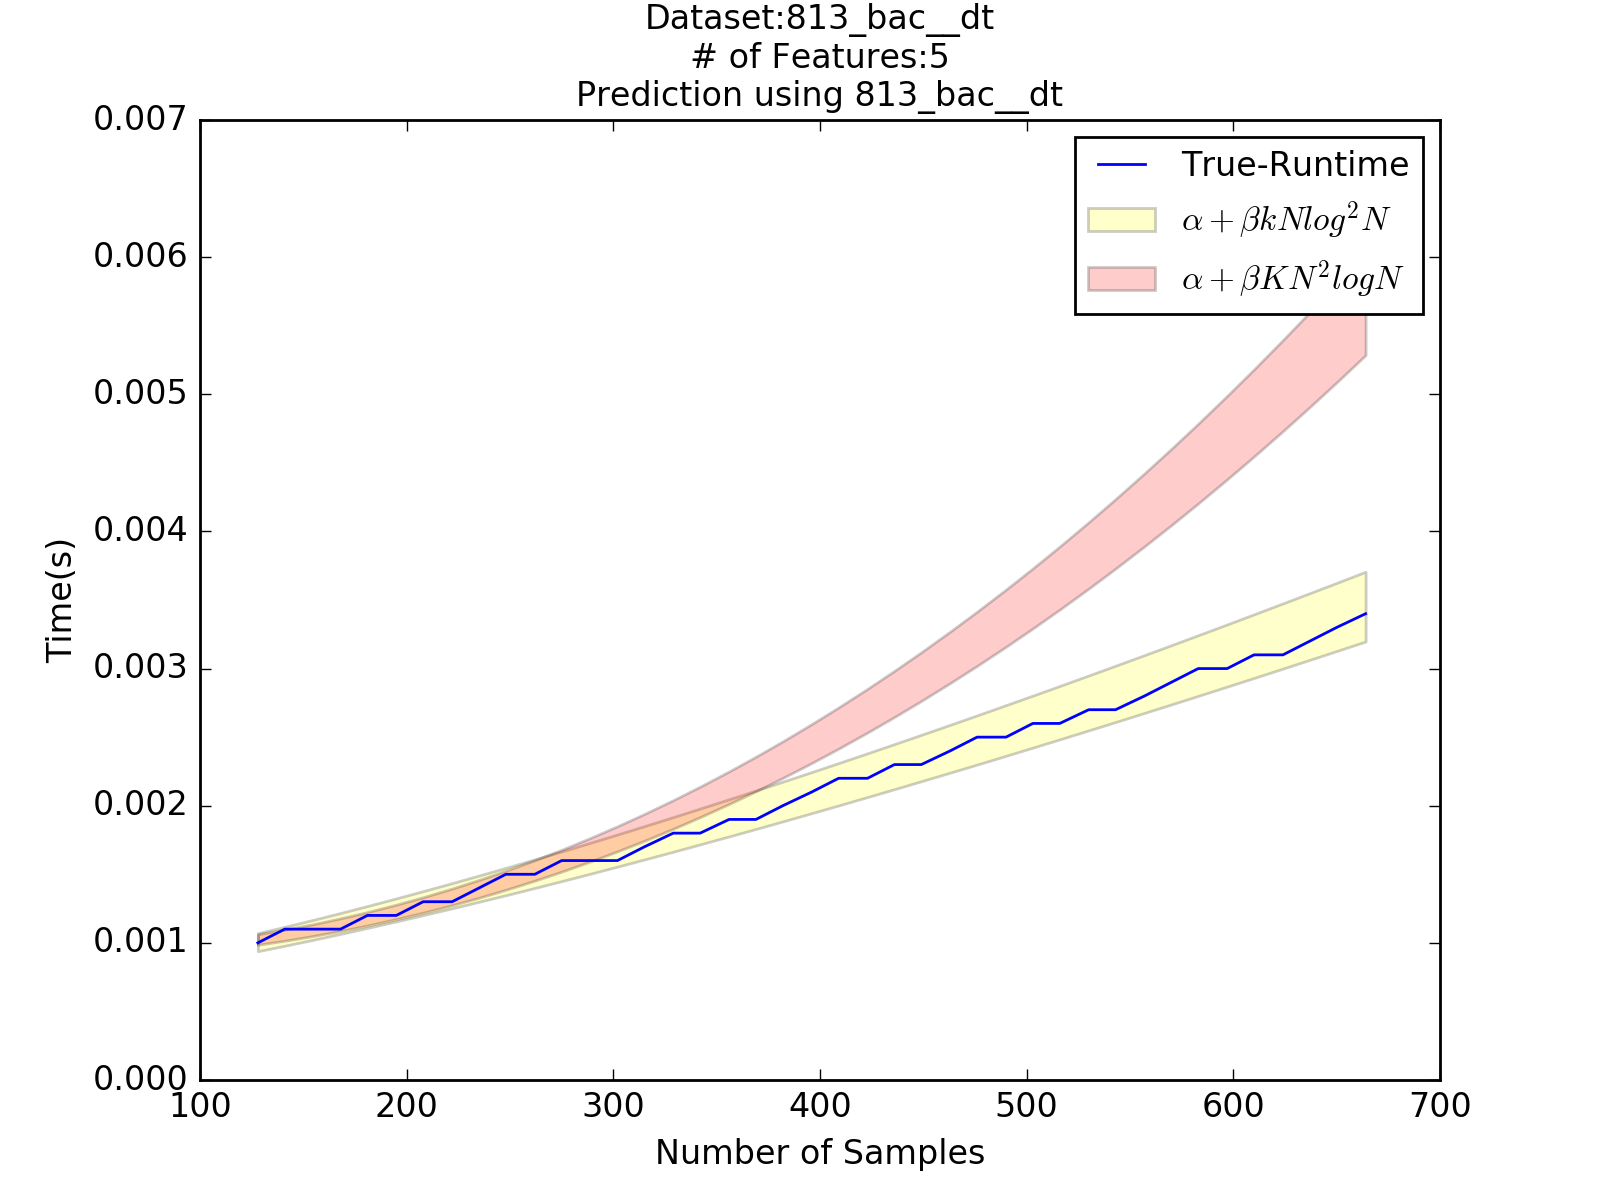 Dataset:813_bac__dt
# of Features:5
Prediction using 813_bac__dt
0.007
0.006
0.005
0.004
0.003
0.002
0.001
0.000
Time(s)
True-Runtime
α + βkNlog²N
α + βKN²logN
100 200 300 400 500 600 700
Number of Samples